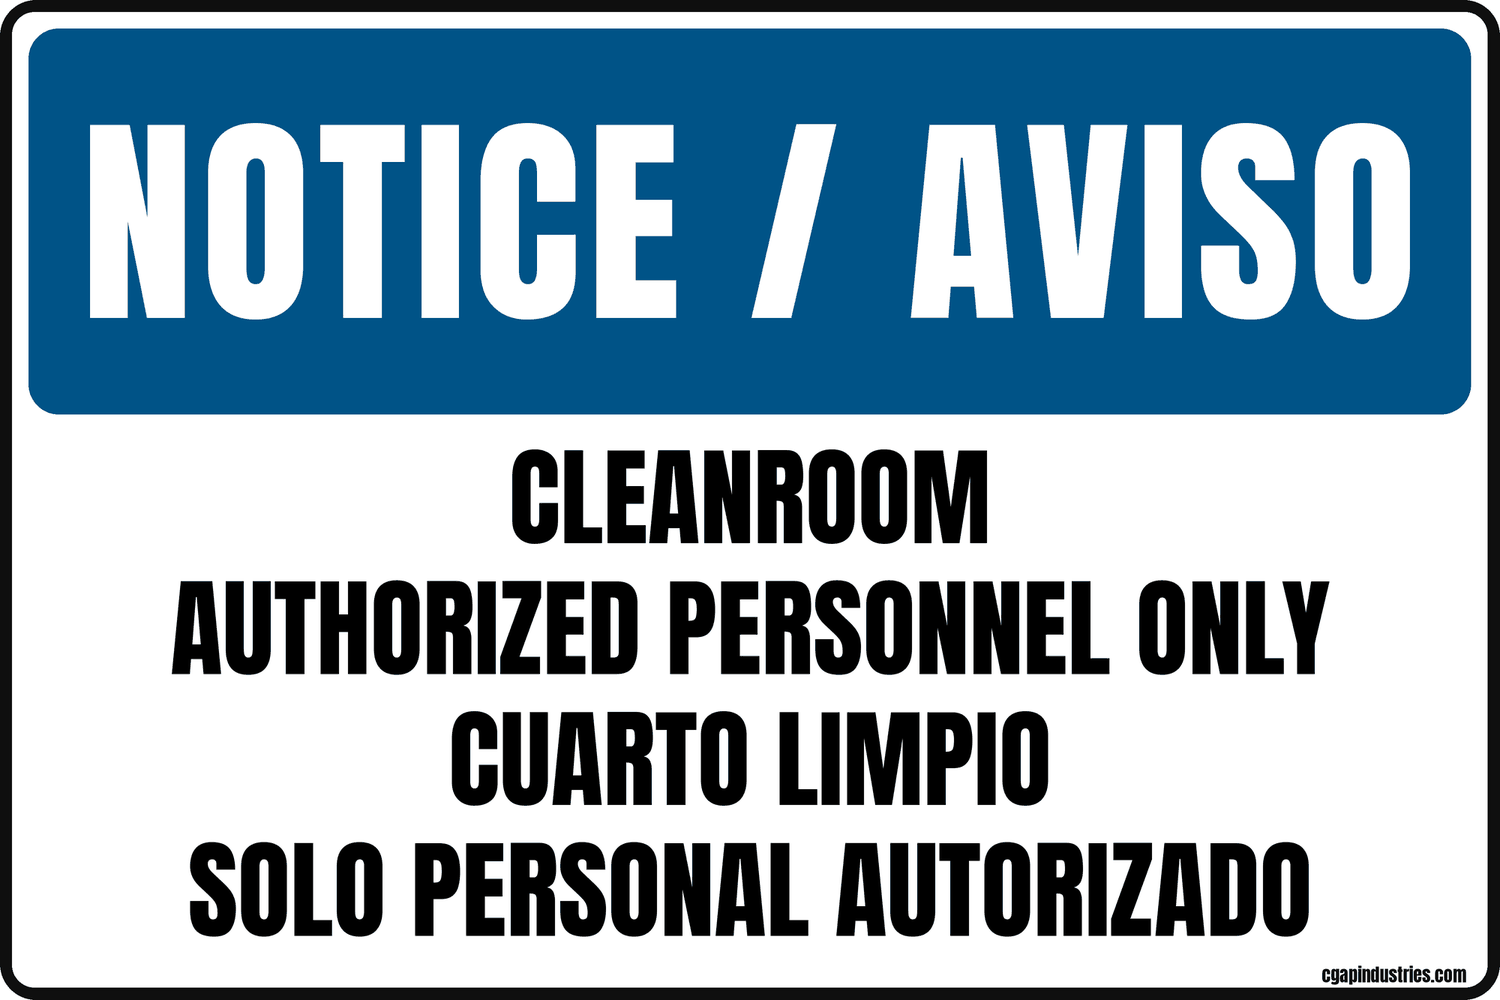 NOTICE / AVISO
CLEANROOM
AUTHORIZED PERSONNEL ONLY
CUARTO LIMPIO
SOLO PERSONAL AUTORIZADO
cgapindustries.com